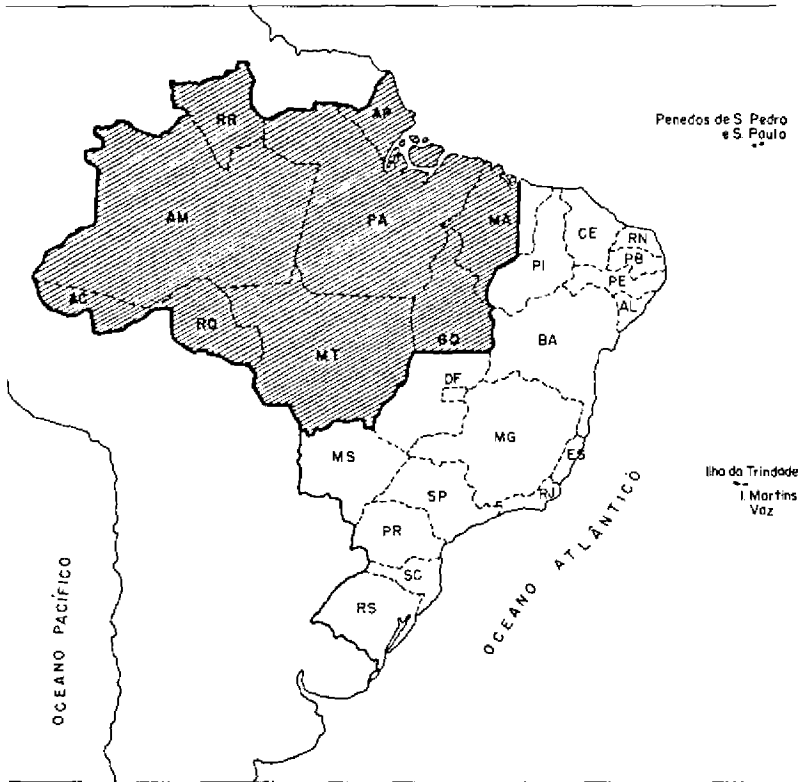 RR
AP
Penedos de S. Pedro
e S. Paulo
AM
PA
MA
CE
RN
PB
PI
PE
AL
AC
RO
BA
MT
GO
DF
MG
MS
ES
Ilha da Trindade
I. Martins
Vaz
SP
RJ
PR
OCEANO ATLÂNTICO
SC
RS
OCEANO PACÍFICO